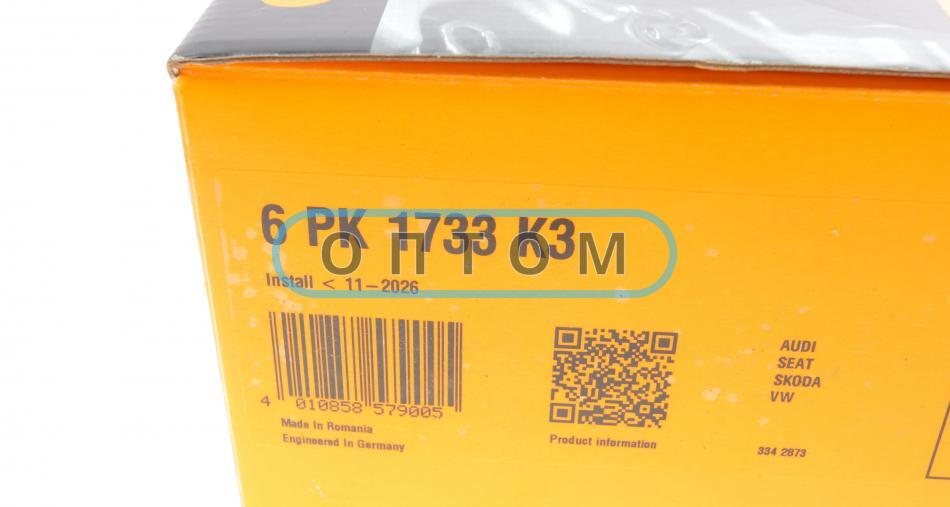 6 PK 1733 K3
ОПТОМ
Install < 11-2026
4 010858 579005
Made In Romania
Engineered In Germany
Product information
AUDI
SEAT
SKODA
VW
334 2873